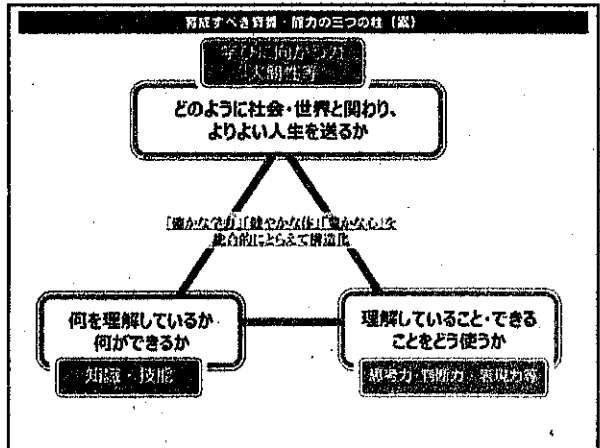 育成すべき資質・能力の三つの柱(案)
学びに向かう力
人間性等
どのように社会・世界と関わり、
よりよい人生を送るか
「確かな学力」「健やかな体」「豊かな心」を
総合的にとらえて構造化
何を理解しているか
何ができるか
知識・技能
理解していること・できる
ことをどう使うか
思考力・判断力・表現力等